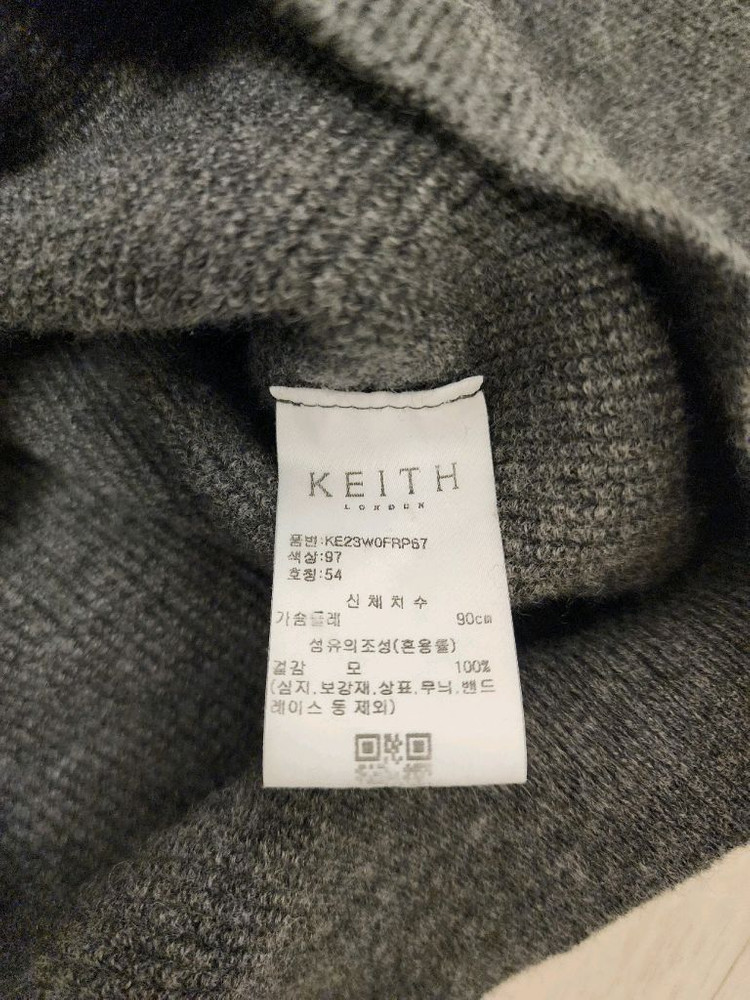 KEITH
LONDON
품번:KE23W0FRP67
색상:97
호칭:54
신체치수
가슴둘레 90cm
섬유의조성(혼용률)
겉감 모 100%
(심지,보강재,상표,무늬,밴드
레이스 등 제외)